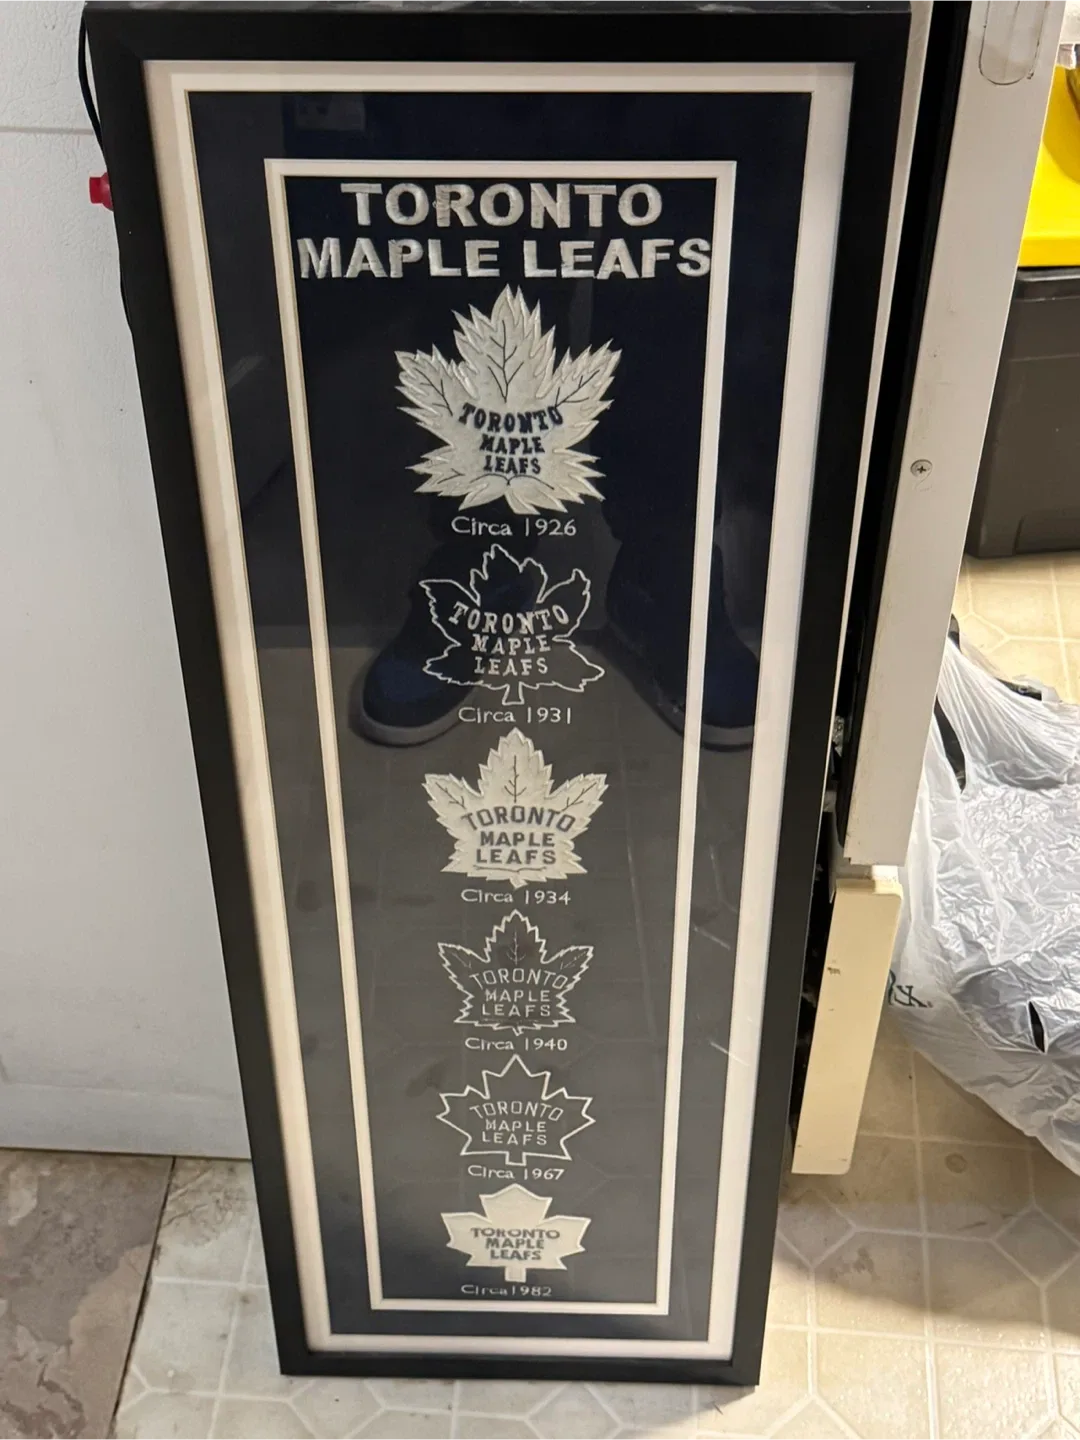 TORONTO
MAPLE LEAFS
TORONTO
MAPLE
LEAFS
Circa 1926
TORONTO
MAPLE
LEAFS
Circa 1931
TORONTO
MAPLE
LEAFS
Circa 1934
TORONTO
MAPLE
LEAFS
Circa 1940
TORONTO
MAPLE
LEAFS
Circa 1967
TORONTO
MAPLE
LEAFS
Circa 1982